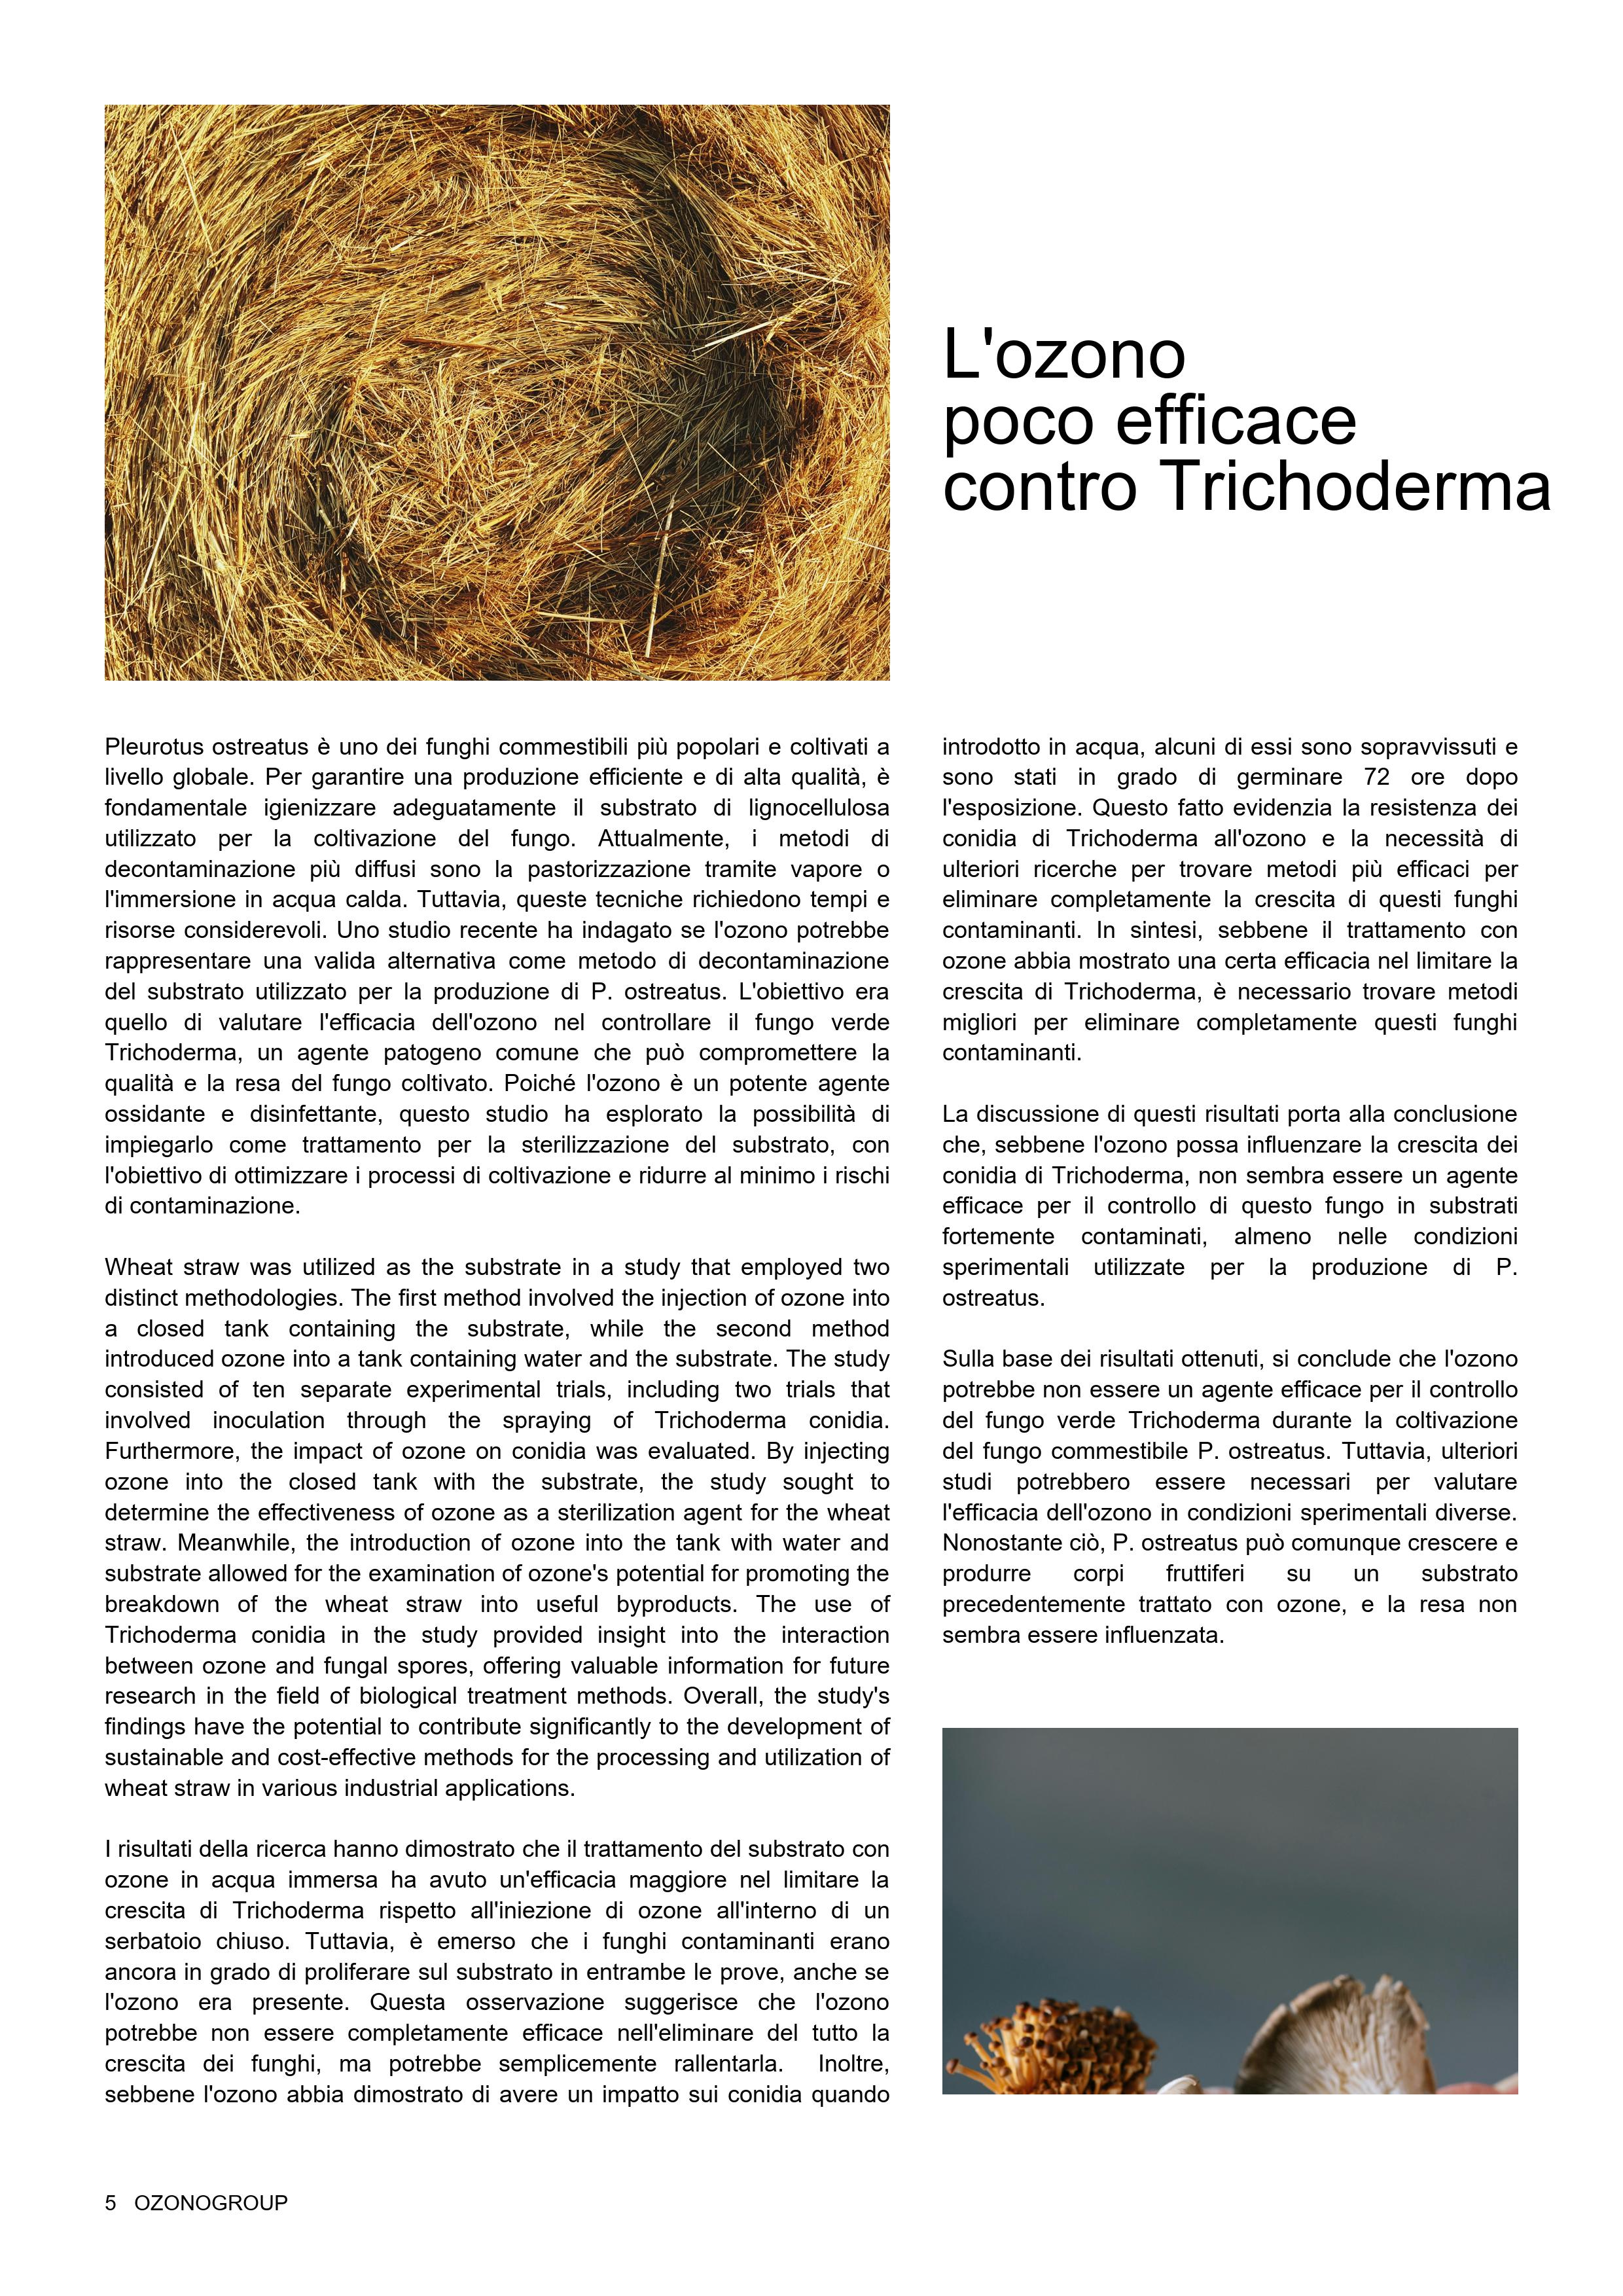 L'ozono
poco efficace
contro Trichoderma
Pleurotus ostreatus è uno dei funghi commestibili più popolari e coltivati a
livello globale. Per garantire una produzione efficiente e di alta qualità, è
fondamentale igienizzare adeguatamente il substrato di lignocellulosa
utilizzato per la coltivazione del fungo. Attualmente, i metodi di
decontaminazione più diffusi sono la pastorizzazione tramite vapore o
l'immersione in acqua calda. Tuttavia, queste tecniche richiedono tempi e
risorse considerevoli. Uno studio recente ha indagato se l'ozono potrebbe
rappresentare una valida alternativa come metodo di decontaminazione
del substrato utilizzato per la produzione di P. ostreatus. L'obiettivo era
quello di valutare l'efficacia dell'ozono nel controllare il fungo verde
Trichoderma, un agente patogeno comune che può compromettere la
qualità e la resa del fungo coltivato. Poiché l'ozono è un potente agente
ossidante e disinfettante, questo studio ha esplorato la possibilità di
impiegarlo come trattamento per la sterilizzazione del substrato, con
l'obiettivo di ottimizzare i processi di coltivazione e ridurre al minimo i rischi
di contaminazione.
Wheat straw was utilized as the substrate in a study that employed two
distinct methodologies. The first method involved the injection of ozone into
a closed tank containing the substrate, while the second method
introduced ozone into a tank containing water and the substrate. The study
consisted of ten separate experimental trials, including two trials that
involved inoculation through the spraying of Trichoderma conidia.
Furthermore, the impact of ozone on conidia was evaluated. By injecting
ozone into the closed tank with the substrate, the study sought to
determine the effectiveness of ozone as a sterilization agent for the wheat
straw. Meanwhile, the introduction of ozone into the tank with water and
substrate allowed for the examination of ozone's potential for promoting the
breakdown of the wheat straw into useful byproducts. The use of
Trichoderma conidia in the study provided insight into the interaction
between ozone and fungal spores, offering valuable information for future
research in the field of biological treatment methods. Overall, the study's
findings have the potential to contribute significantly to the development of
sustainable and cost-effective methods for the processing and utilization of
wheat straw in various industrial applications.
I risultati della ricerca hanno dimostrato che il trattamento del substrato con
ozone in acqua immersa ha avuto un'efficacia maggiore nel limitare la
crescita di Trichoderma rispetto all'iniezione di ozone all'interno di un
serbatoio chiuso. Tuttavia, è emerso che i funghi contaminanti erano
ancora in grado di proliferare sul substrato in entrambe le prove, anche se
l'ozono era presente. Questa osservazione suggerisce che l'ozono
potrebbe non essere completamente efficace nell'eliminare del tutto la
crescita dei funghi, ma potrebbe semplicemente rallentarla. Inoltre,
sebbene l'ozono abbia dimostrato di avere un impatto sui conidia quando
introdotto in acqua, alcuni di essi sono sopravvissuti e
sono stati in grado di germinare 72 ore dopo
l'esposizione. Questo fatto evidenzia la resistenza dei
conidia di Trichoderma all'ozono e la necessità di
ulteriori ricerche per trovare metodi più efficaci per
eliminare completamente la crescita di questi funghi
contaminanti. In sintesi, sebbene il trattamento con
ozone abbia mostrato una certa efficacia nel limitare la
crescita di Trichoderma, è necessario trovare metodi
migliori per eliminare completamente questi funghi
contaminanti.
La discussione di questi risultati porta alla conclusione
che, sebbene l'ozono possa influenzare la crescita dei
conidia di Trichoderma, non sembra essere un agente
efficace per il controllo di questo fungo in substrati
fortemente contaminati, almeno nelle condizioni
sperimentali utilizzate per la produzione di P.
ostreatus.
Sulla base dei risultati ottenuti, si conclude che l'ozono
potrebbe non essere un agente efficace per il controllo
del fungo verde Trichoderma durante la coltivazione
del fungo commestibile P. ostreatus. Tuttavia, ulteriori
studi potrebbero essere necessari per valutare
l'efficacia dell'ozono in condizioni sperimentali diverse.
Nonostante ciò, P. ostreatus può comunque crescere e
produrre corpi fruttiferi su un substrato
precedentemente trattato con ozone, e la resa non
sembra essere influenzata.
5 OZONOGROUP